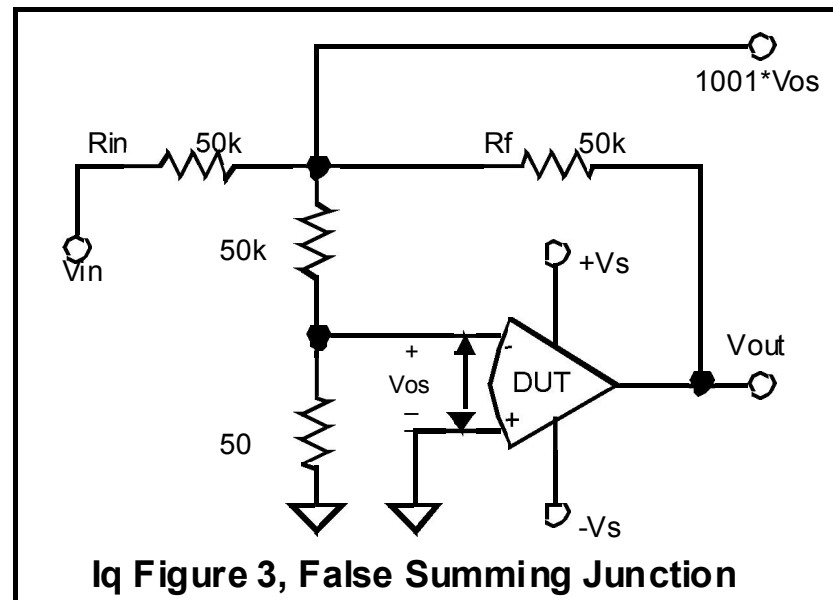 1001*Vos
Rin 50k Rf 50k
Vin
50k
+Vs
+
Vos
−
-
DUT
+
Vout
50
-Vs
Iq Figure 3, False Summing Junction